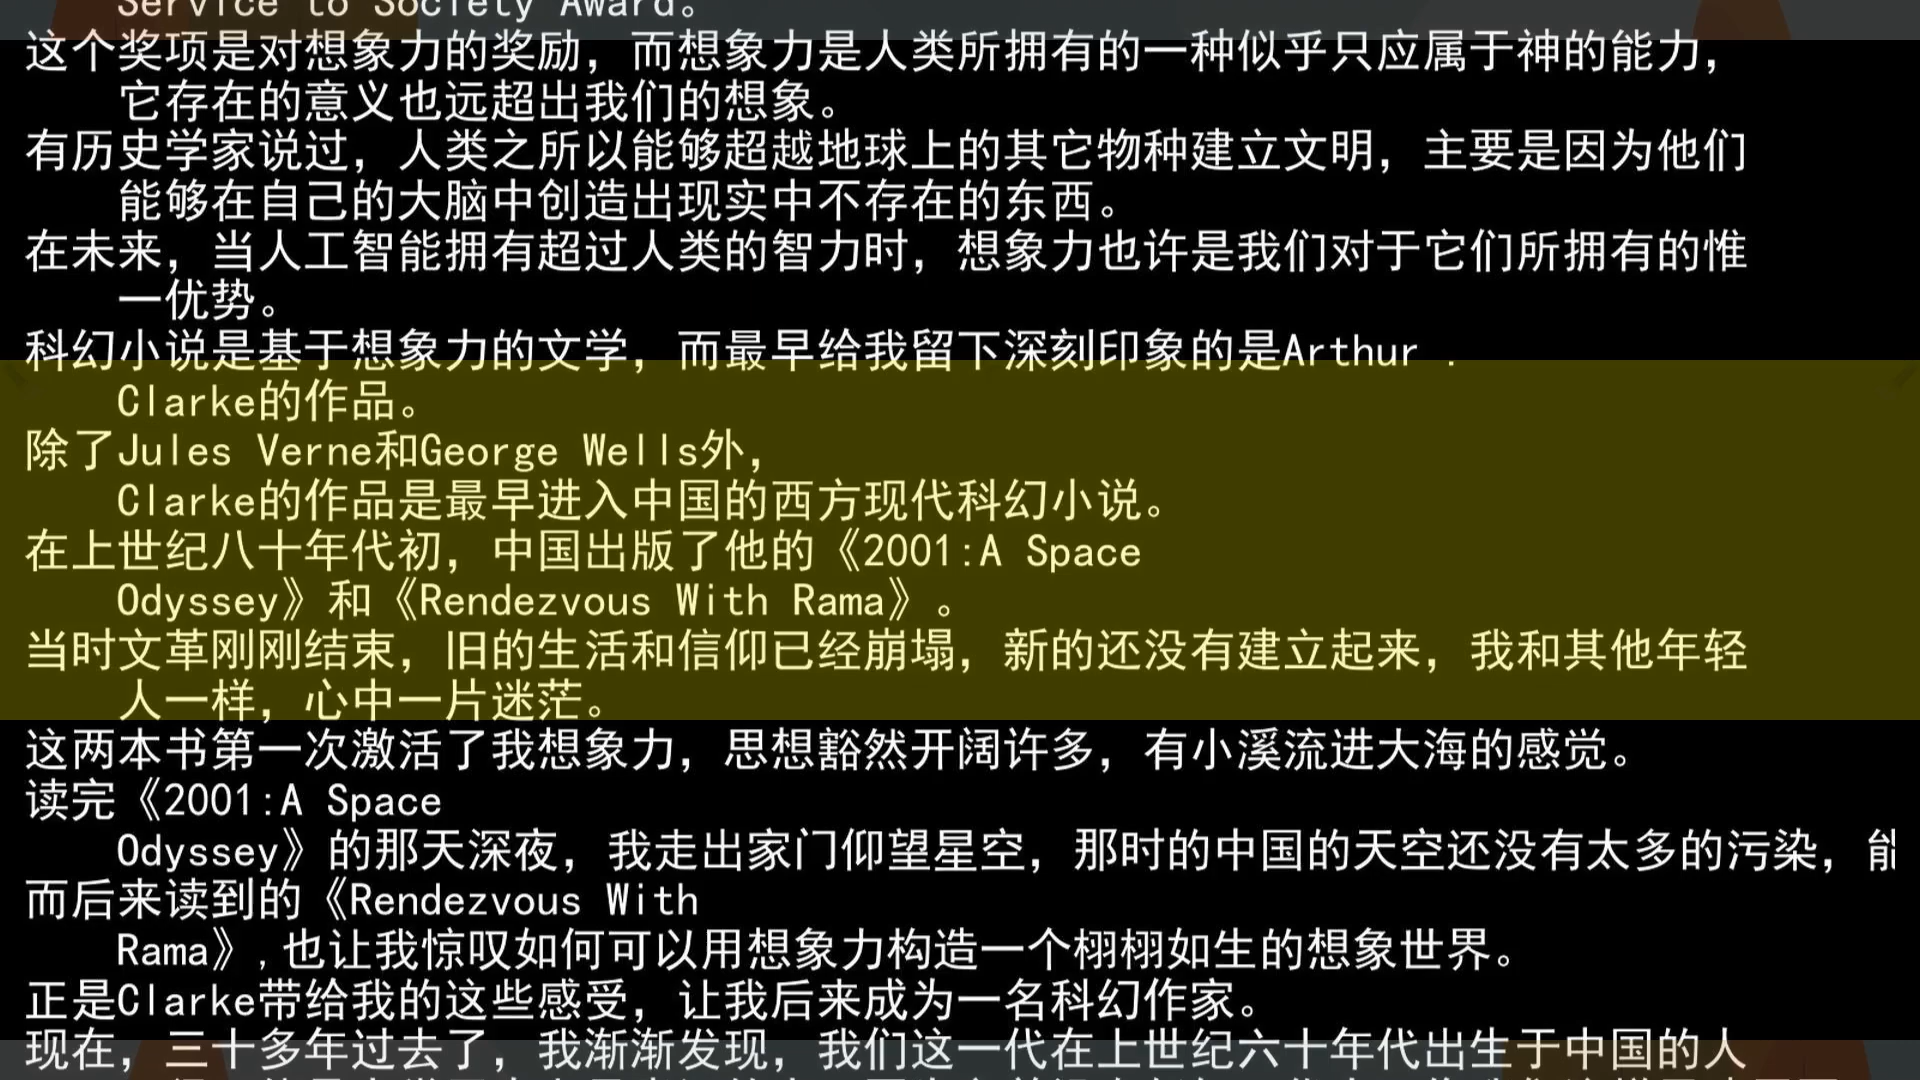 Service to Society Award。
这个奖项是对想象力的奖励，而想象力是人类所拥有的一种似乎只应属于神的能力，
它存在的意义也远超出我们的想象。
有历史学家说过，人类之所以能够超越地球上的其它物种建立文明，主要是因为他们
能够在自己的大脑中创造出现实中不存在的东西。
在未来，当人工智能拥有超过人类的智力时，想象力也许是我们对于它们所拥有的惟
一优势。
科幻小说是基于想象力的文学，而最早给我留下深刻印象的是Arthur .
Clarke的作品。
除了Jules Verne和George Wells外，
Clarke的作品是最早进入中国的西方现代科幻小说。
在上世纪八十年代初，中国出版了他的《2001:A Space
Odyssey》和《Rendezvous With Rama》。
当时文革刚刚结束，旧的生活和信仰已经崩塌，新的还没有建立起来，我和其他年轻
人一样，心中一片迷茫。
这两本书第一次激活了我想象力，思想豁然开阔许多，有小溪流进大海的感觉。
读完《2001:A Space
Odyssey》的那天深夜，我走出家门仰望星空，那时的中国的天空还没有太多的污染，能
而后来读到的《Rendezvous With
Rama》,也让我惊叹如何可以用想象力构造一个栩栩如生的想象世界。
正是Clarke带给我的这些感受，让我后来成为一名科幻作家。
现在，三十多年过去了，我渐渐发现，我们这一代在上世纪六十年代出生于中国的人